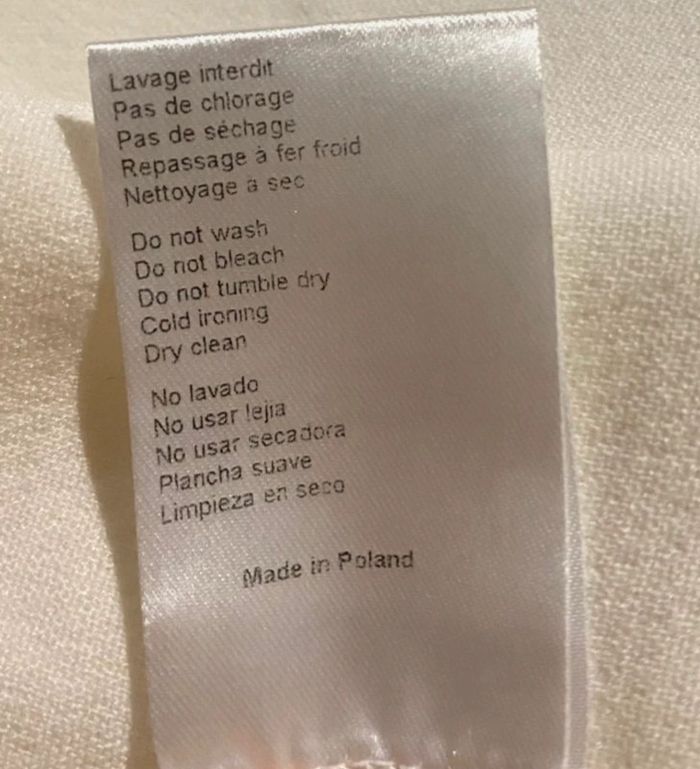 Lavage interdit
Pas de chlorage
Pas de séchage
Repassage à fer froid
Nettoyage à sec
Do not wash
Do not bleach
Do not tumble dry
Cold ironing
Dry clean
No lavado
No usar lejia
No usar secadora
Plancha suave
Limpieza en seco
Made in Poland